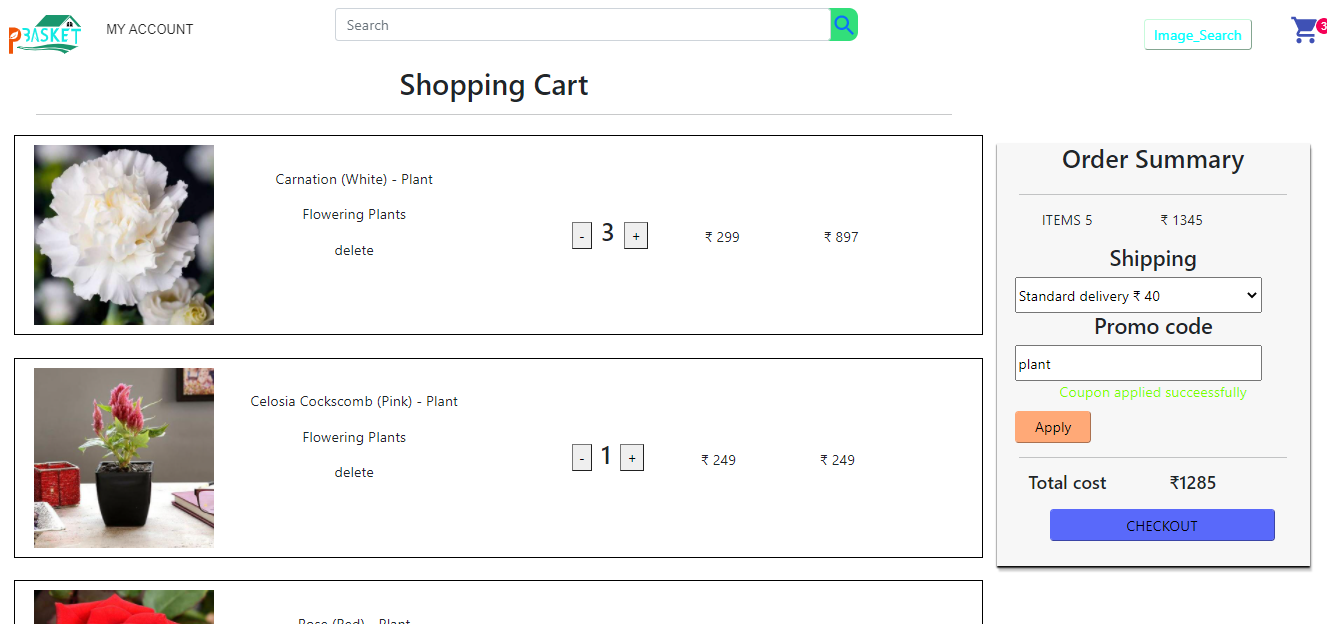 PBASKET
MY ACCOUNT
Search
Image_Search
3
Shopping Cart
Carnation (White) - Plant
Flowering Plants
delete
- 3 + ₹ 299 ₹ 897
Celosia Cockscomb (Pink) - Plant
Flowering Plants
delete
- 1 + ₹ 249 ₹ 249
Rose (Red) - Plant
Order Summary
ITEMS 5 ₹ 1345
Shipping
Standard delivery ₹ 40
Promo code
plant
Coupon applied succeessfully
Apply
Total cost ₹1285
CHECKOUT